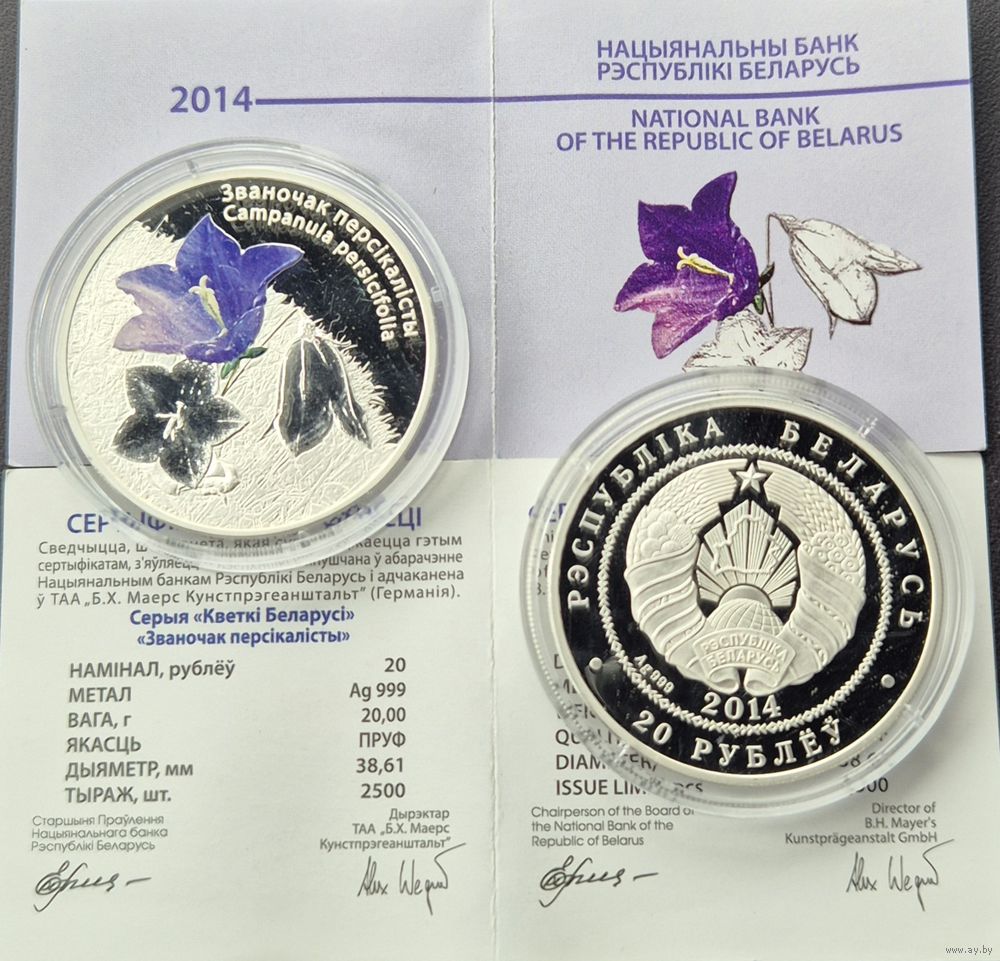 2014
НАЦЫЯНАЛЬНЫ БАНК
РЭСПУБЛІКІ БЕЛАРУСЬ
NATIONAL BANK
OF THE REPUBLIC OF BELARUS
Званочак персікалісты
Campanula persicifolia
РЭСПУБЛІКА БЕЛАРУСЬ
РЭСПУБЛІКА
БЕЛАРУСЬ
Ag 999
2014
20 РУБЛЁЎ
Сведчыцца, манета, якая гэтым
сертыфікатам, з'яўляецца ў абарачэнне
Нацыянальным банкам Рэспублікі Беларусь і адчаканена
ў ТАА „Б.Х. Маерс Кунстпрэгеанштальт“ (Германія).
Серыя «Кветкі Беларусі»
«Званочак персікалісты»
НАМІНАЛ, рублёў 20
МЕТАЛ Ag 999
ВАГА, г 20,00
ЯКАСЦЬ ПРУФ
ДЫЯМЕТР, мм 38,61
ТЫРАЖ, шт. 2500
Старшыня Праўлення
Нацыянальнага банка
Рэспублікі Беларусь
Дырэктар
ТАА „Б.Х. Маерс
Кунстпрэгеанштальт“
ISSUE
Chairperson of the Board of
the National Bank of the
Republic of Belarus
Director of
B.H. Mayer's
Kunstprägeanstalt GmbH
www.ay.by